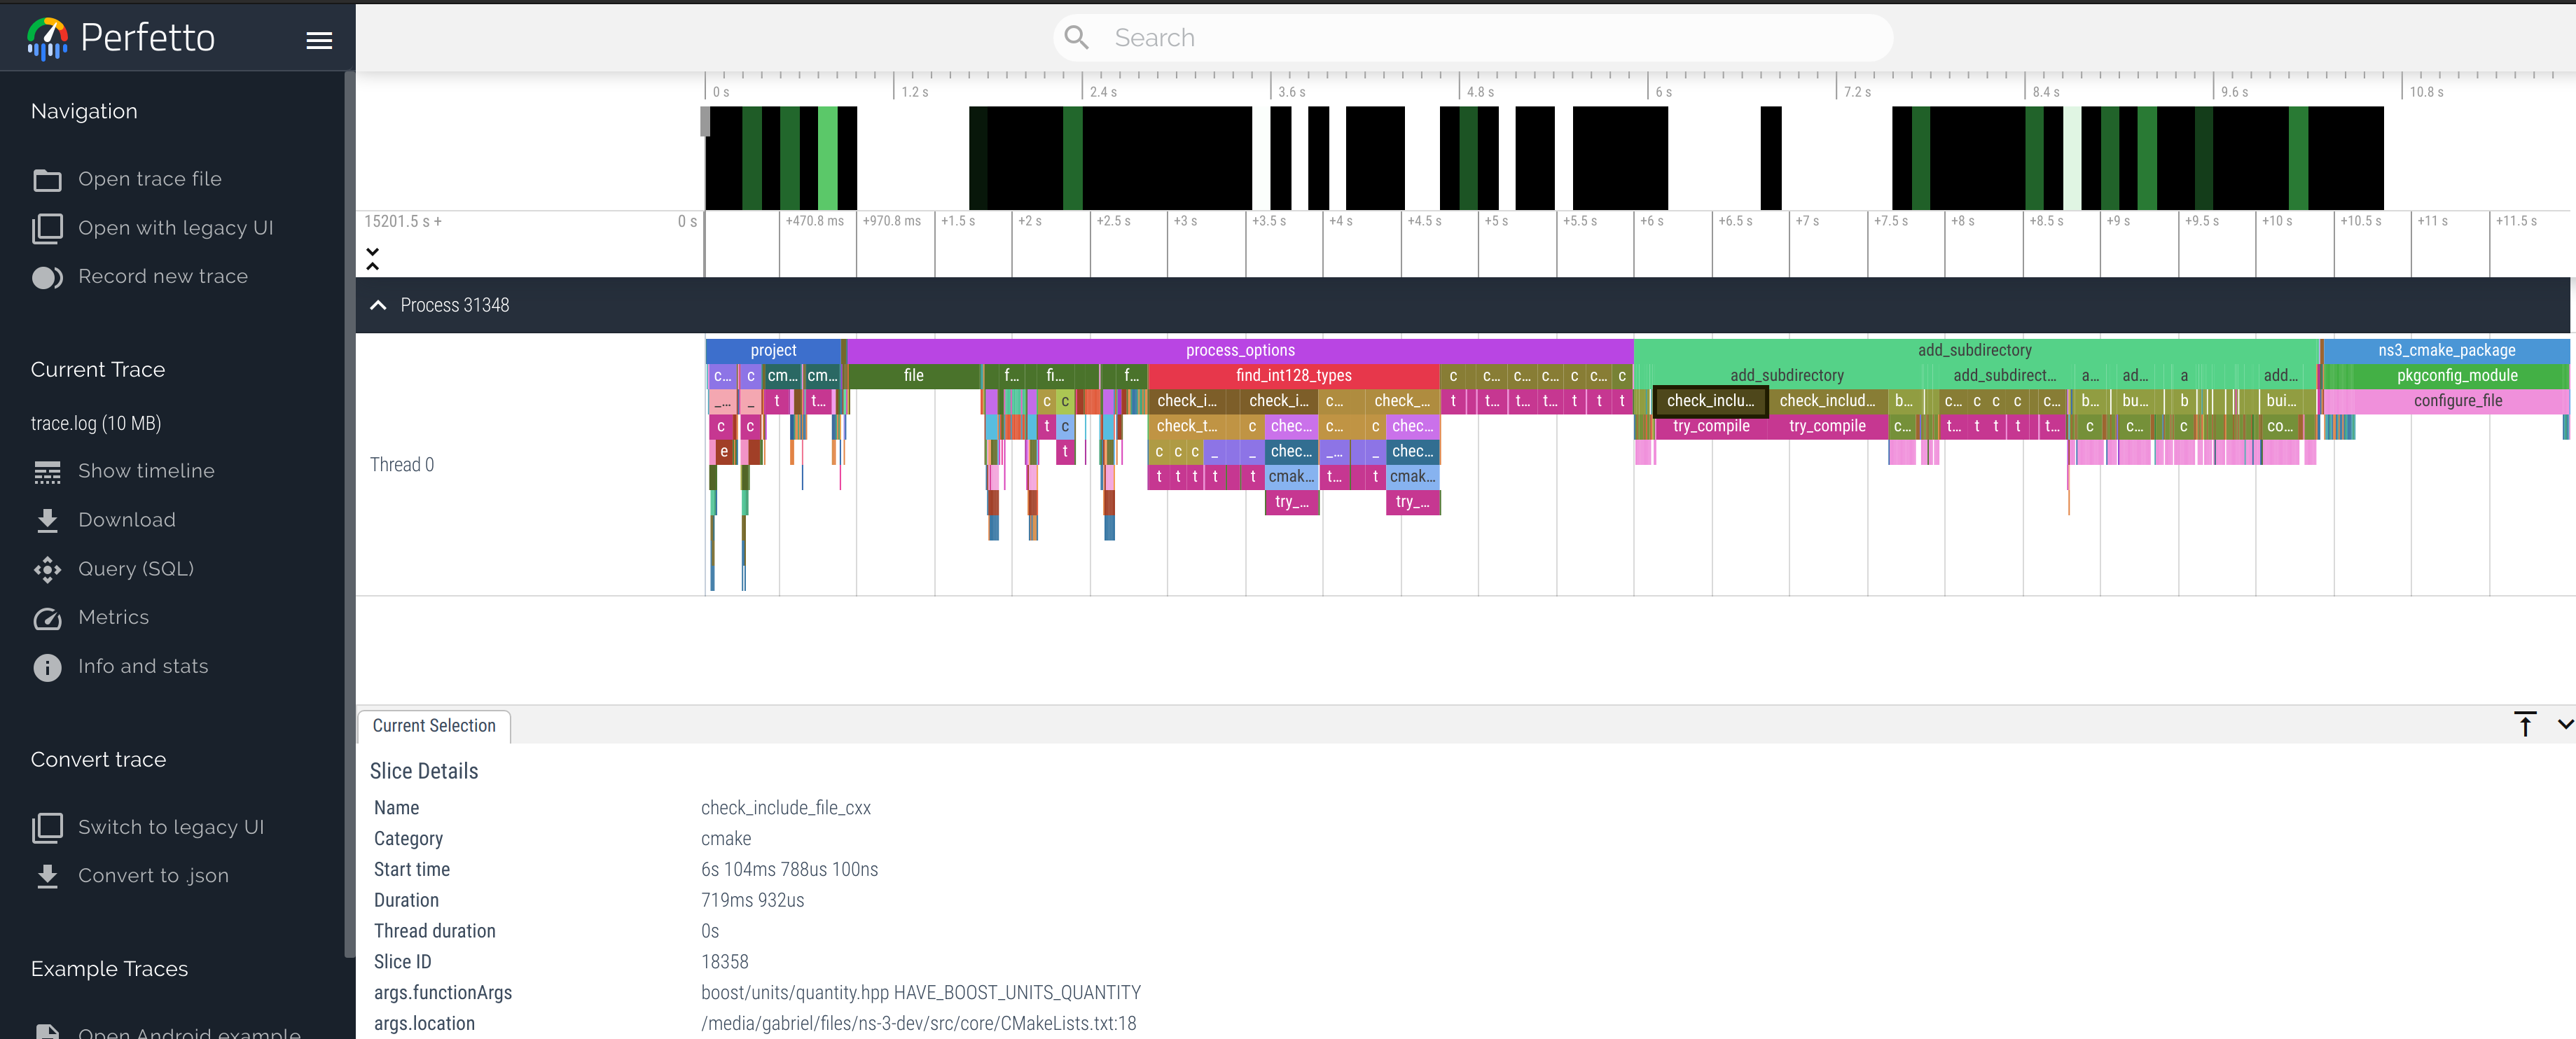 Perfetto
Search
Navigation
Open trace file
Open with legacy UI
Record new trace
Current Trace
trace.log (10 MB)
Show timeline
Download
Query (SQL)
Metrics
Info and stats
Convert trace
Switch to legacy UI
Convert to .json
Example Traces
Open Android example
0 s 1.2 s 2.4 s 3.6 s 4.8 s 6 s 7.2 s 8.4 s 9.6 s 10.8 s
15201.5 s + 0 s +470.8 ms +970.8 ms +1.5 s +2 s +2.5 s +3 s +3.5 s +4 s +4.5 s +5 s +5.5 s +6 s +6.5 s +7 s +7.5 s +8 s +8.5 s +9 s +9.5 s +10 s +10.5 s +11 s +11.5 s
Process 31348
Thread 0
project process_options add_subdirectory ns3_cmake_package
c... c cm... cm... file f... fi... f... find_int128_types c c... c... c... c c... c add_subdirectory add_subdirect... a... ad... a add... pkgconfig_module
_... _ t t... c c check_i... check_i... c... check_... t t... t... t... t t t check_inclu... check_includ... b... c... c c c c... b... bu... b bui... configure_file
c c t c check_t... c chec... c... c chec... try_compile try_compile c... t... t t t t... c c... c co...
e t c c c _ _ chec... _... _ chec...
t t t t t cmak... t... t cmak...
try_... try_...
Current Selection
Slice Details
Name check_include_file_cxx
Category cmake
Start time 6s 104ms 788us 100ns
Duration 719ms 932us
Thread duration 0s
Slice ID 18358
args.functionArgs boost/units/quantity.hpp HAVE_BOOST_UNITS_QUANTITY
args.location /media/gabriel/files/ns-3-dev/src/core/CMakeLists.txt:18